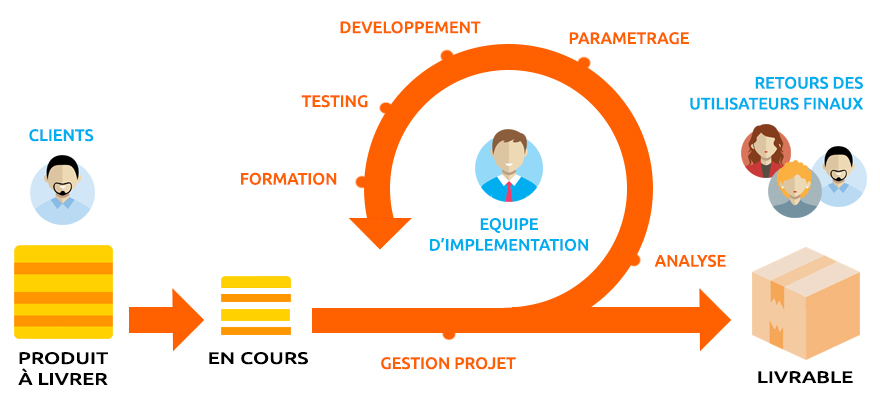 DEVELOPPEMENT
PARAMETRAGE
RETOURS DES
UTILISATEURS FINAUX
TESTING
CLIENTS
FORMATION
EQUIPE
D'IMPLEMENTATION
ANALYSE
PRODUIT
À LIVRER
EN COURS
GESTION PROJET
LIVRABLE